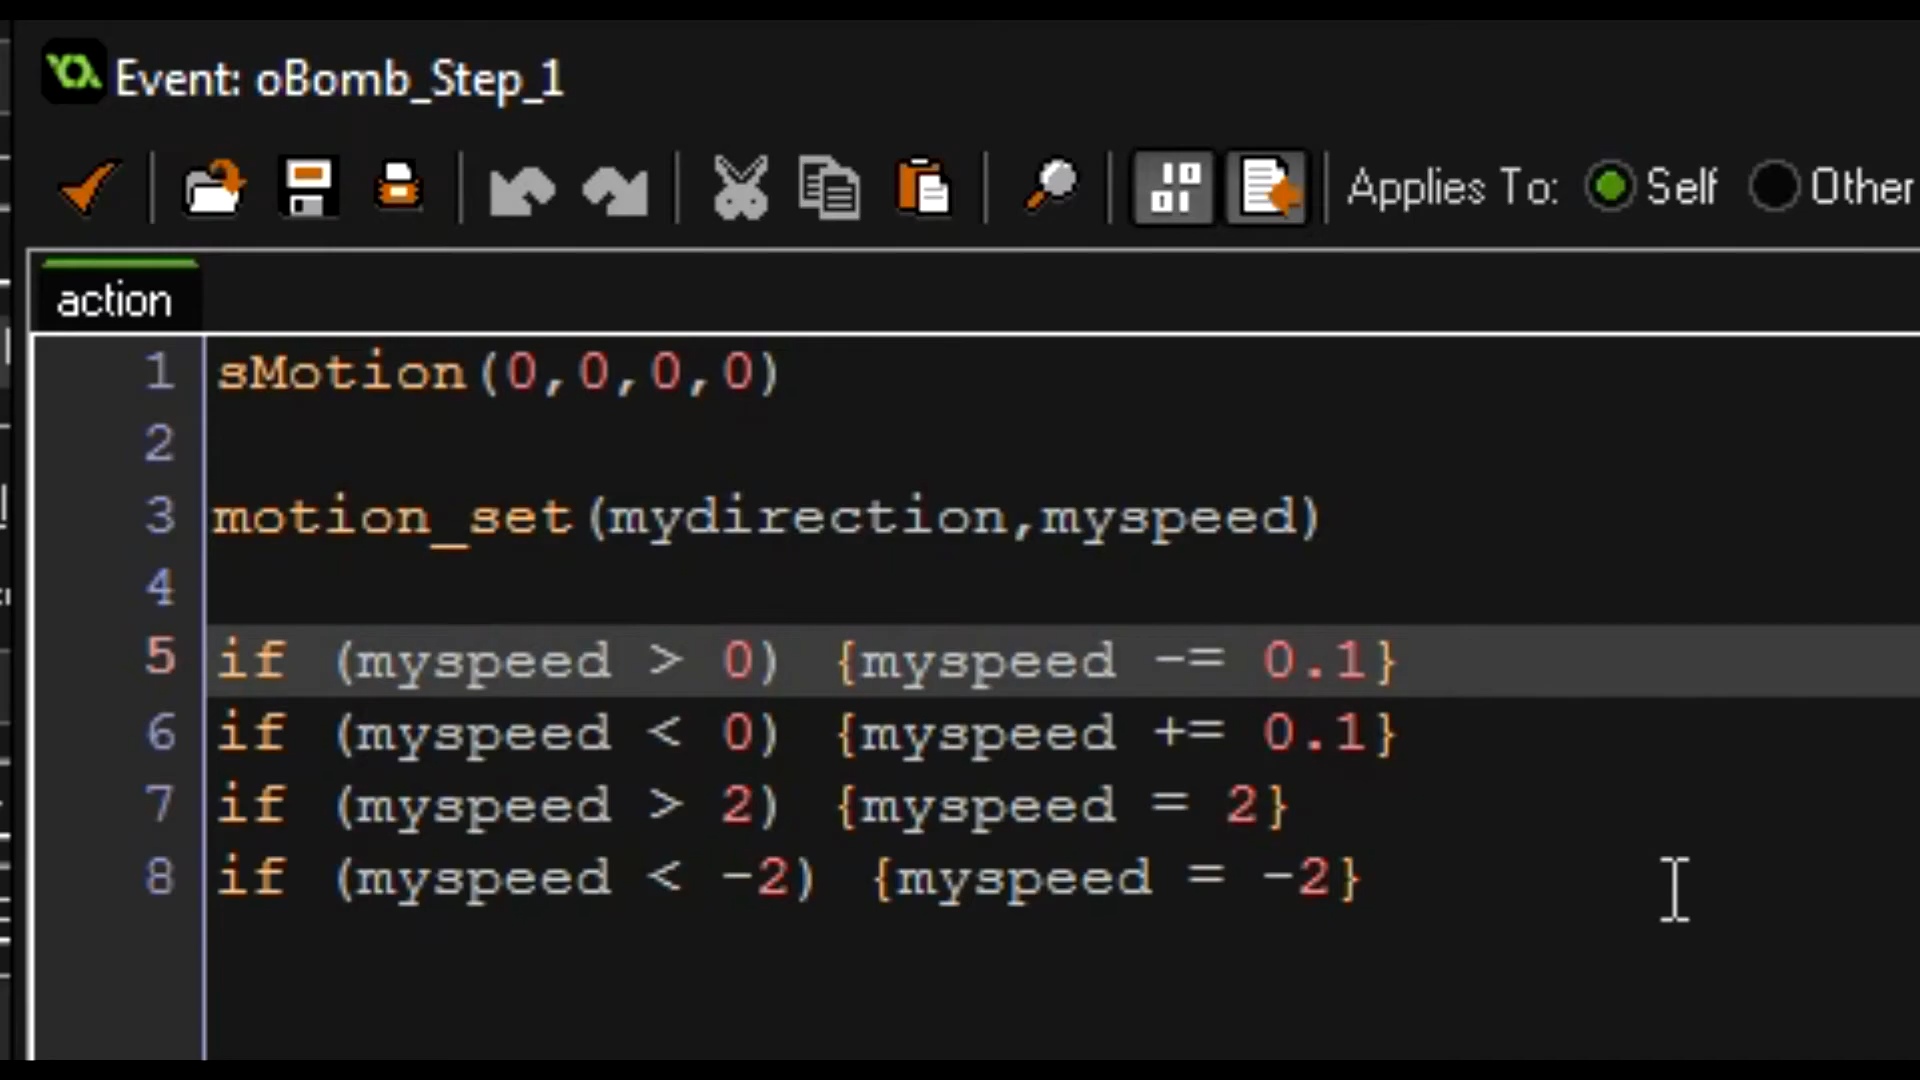 Event: oBomb_Step_1
Applies To: Self Other
action
1 sMotion(0,0,0,0)
2
3 motion_set(mydirection,myspeed)
4
5 if (myspeed > 0) {myspeed -= 0.1}
6 if (myspeed < 0) {myspeed += 0.1}
7 if (myspeed > 2) {myspeed = 2}
8 if (myspeed < -2) {myspeed = -2}